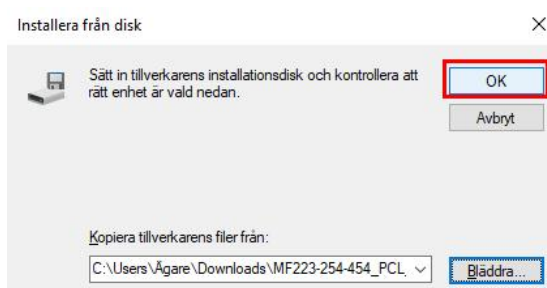 Installera från disk
Sätt in tillverkarens installationsdisk och kontrollera att
rätt enhet är vald nedan.
OK
Avbryt
Kopiera tillverkarens filer från:
C:\Users\Ägare\Downloads\MF223-254-454_PCL_
Bläddra...